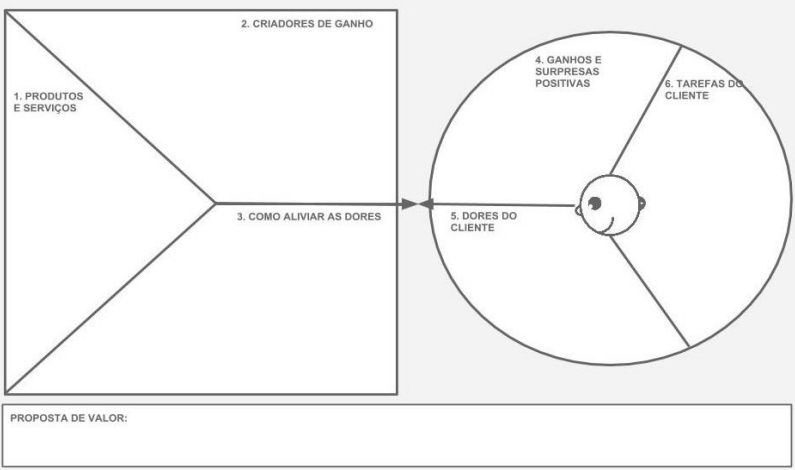 2. CRIADORES DE GANHO
1. PRODUTOS
E SERVIÇOS
3. COMO ALIVIAR AS DORES
4. GANHOS E
SURPRESAS
POSITIVAS
6. TAREFAS DO
CLIENTE
5. DORES DO
CLIENTE
PROPOSTA DE VALOR: